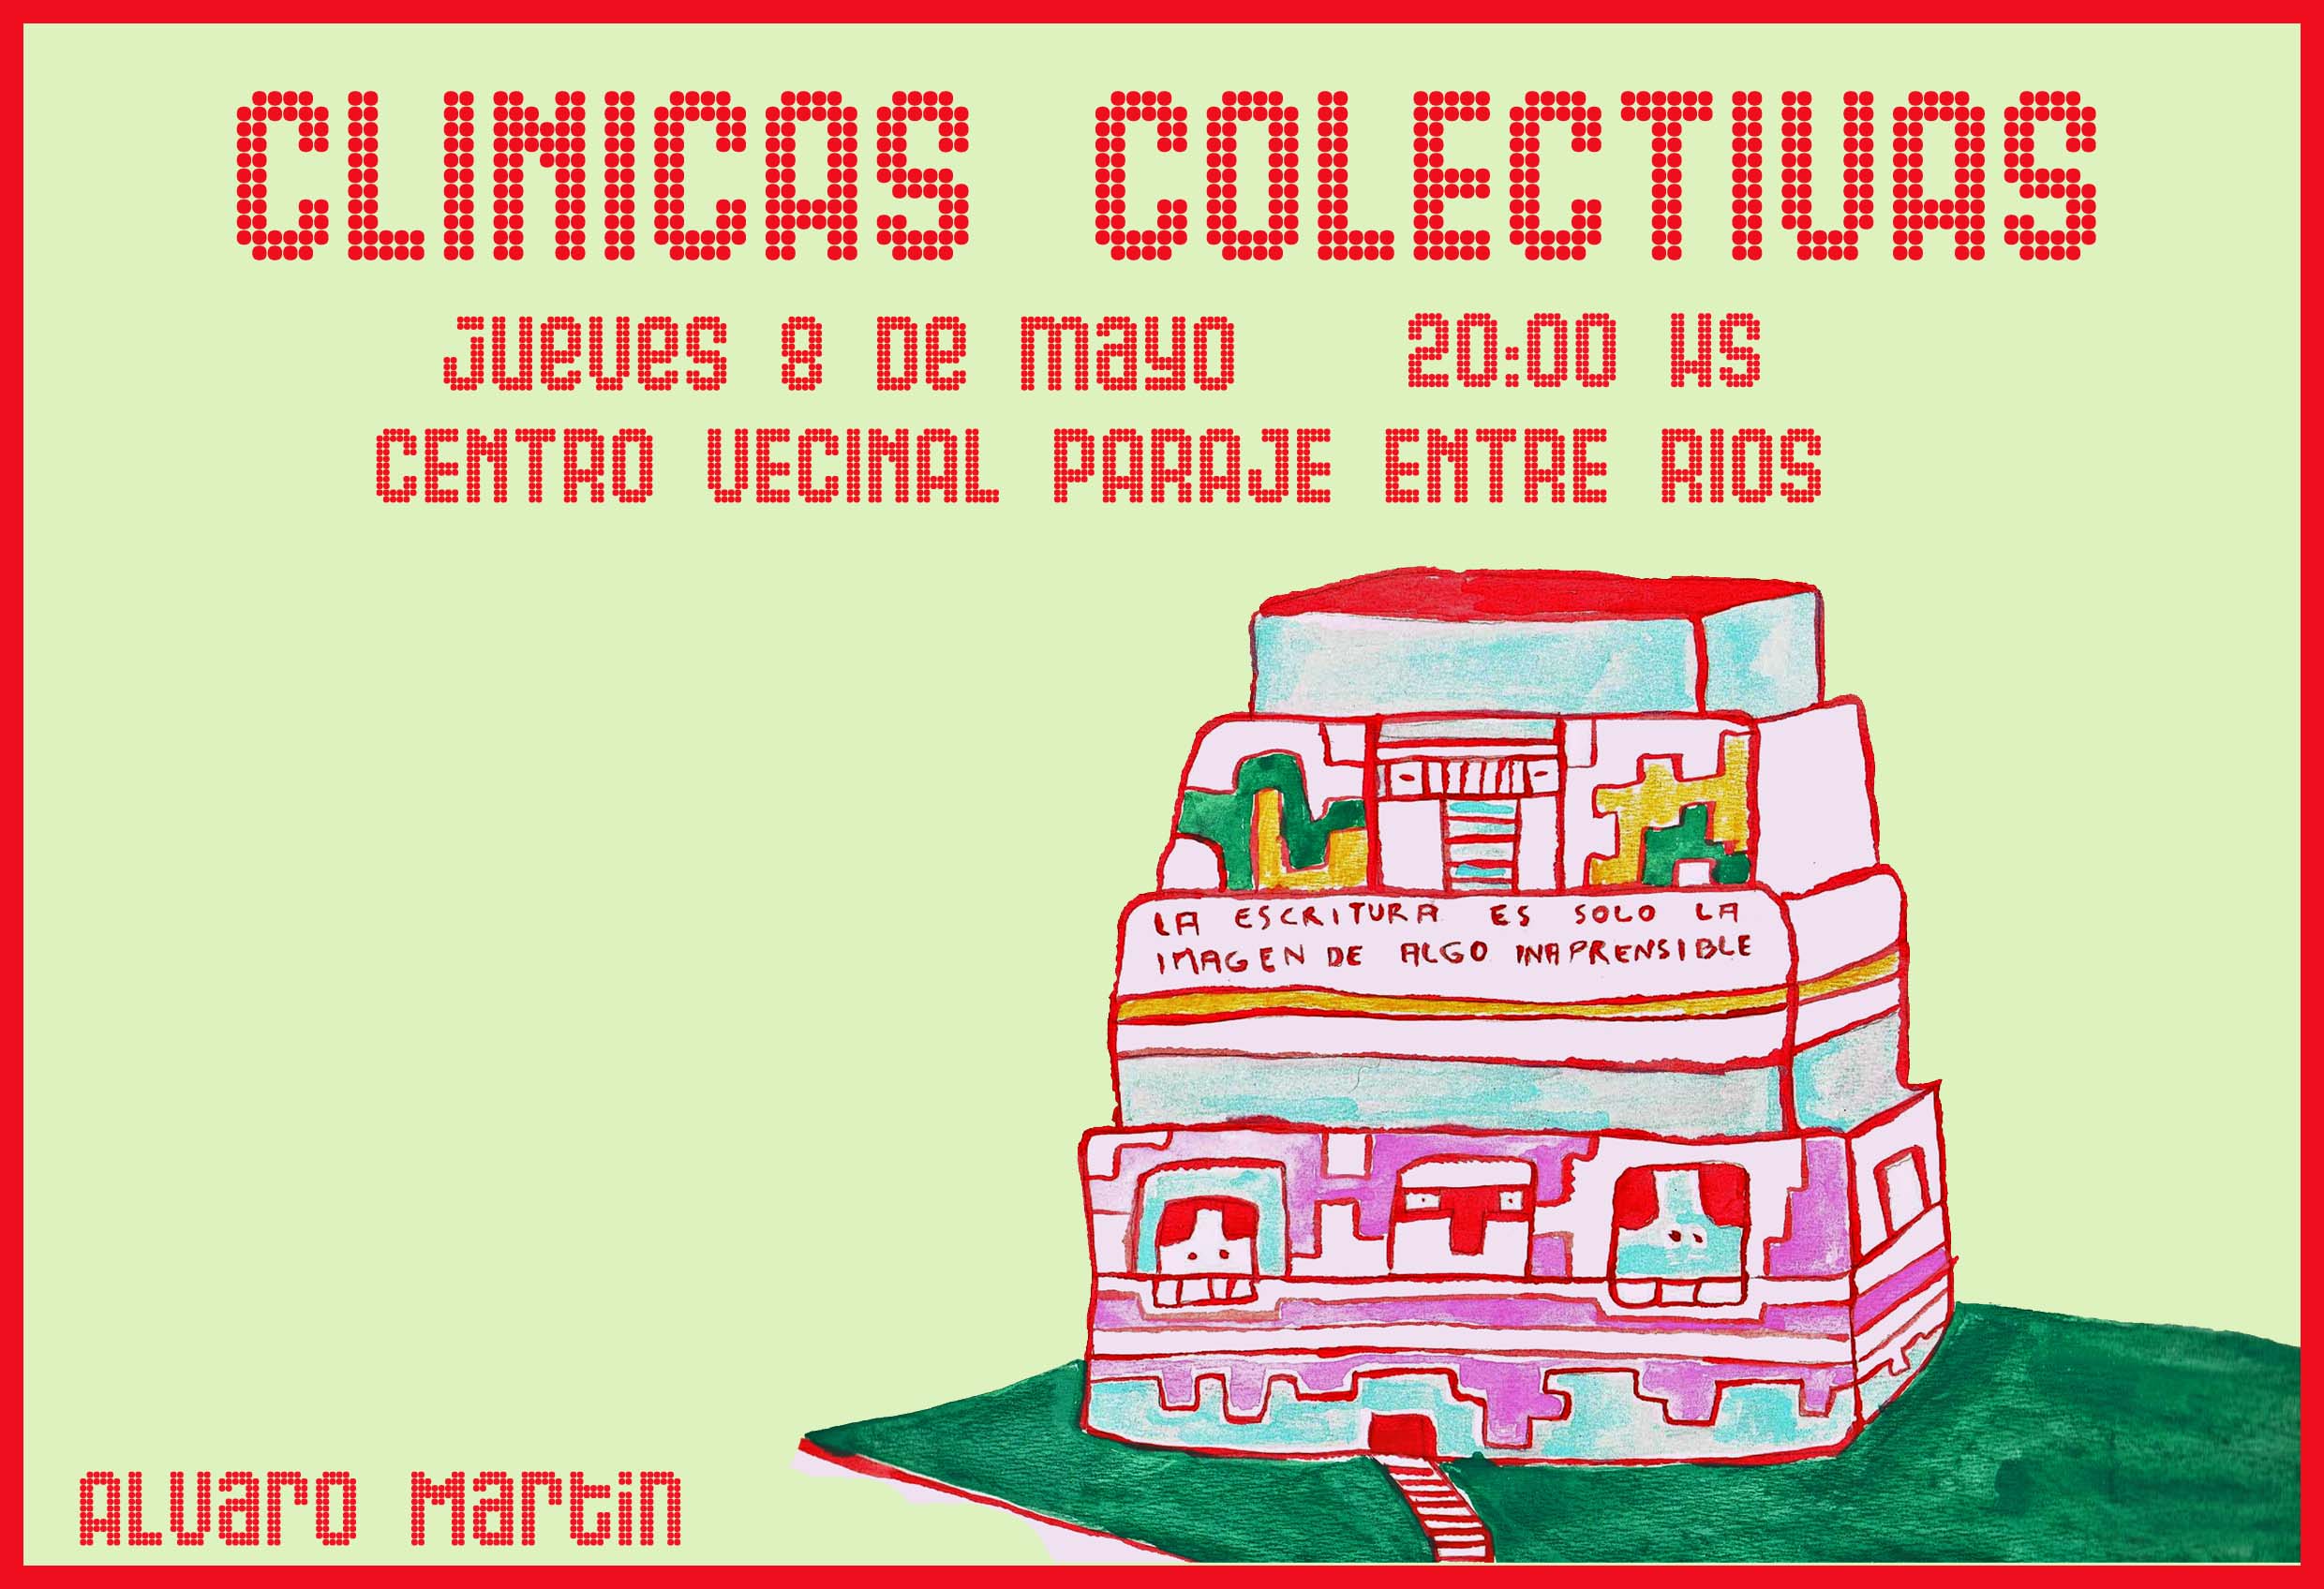 CLINICAS COLECTIVAS
Jueves 8 De mayo 20:00 HS
CENTRO VECINAL PARAJE ENTRE RIOS
LA ESCRITURA ES SOLO LA
IMAGEN DE ALGO INAPRENSIBLE
ALvaro Martin